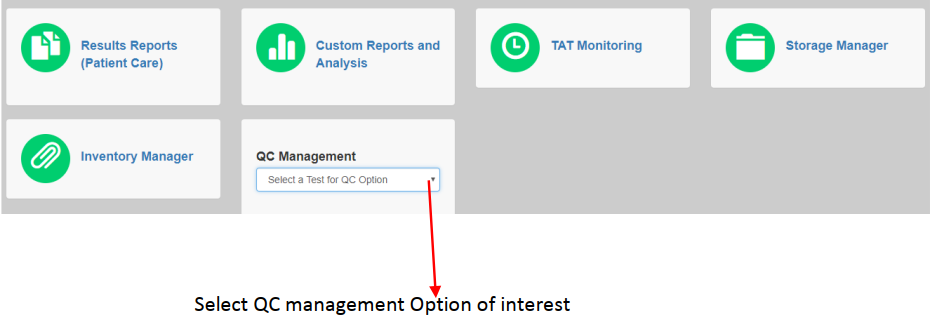 Results Reports
(Patient Care)
Custom Reports and
Analysis
TAT Monitoring
Storage Manager
Inventory Manager
QC Management
Select a Test for QC Option
Select QC management Option of interest